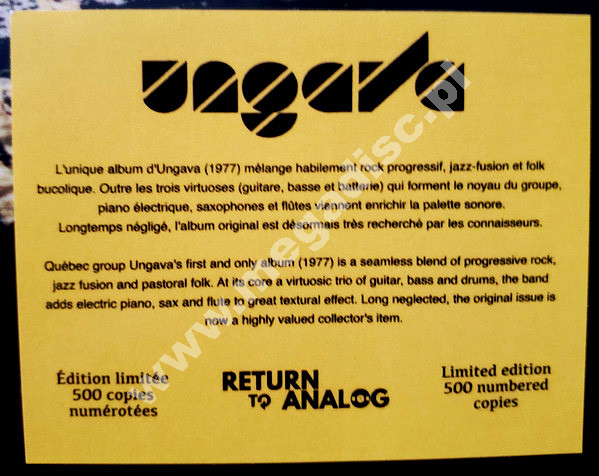 ungava
L'unique album d'Ungava (1977) mélange habilement rock progressif, jazz-fusion et folk
bucolique. Outre les trois virtuoses (guitare, basse et batterie) qui forment le noyau du groupe,
piano électrique, saxophones et flûtes viennent enrichir la palette sonore.
Longtemps négligé, l'album original est désormais très recherché par les connaisseurs.
Québec group Ungava's first and only album (1977) is a seamless blend of progressive rock,
jazz fusion and pastoral folk. At its core a virtuosic trio of guitar, bass and drums, the band
adds electric piano, sax and flute to great textural effect. Long neglected, the original issue is
now a highly valued collector's item.
Édition limitée
500 copies
numérotées
RETURN
TO ANALOG
Limited edition
500 numbered
copies
www.megadisc.pl